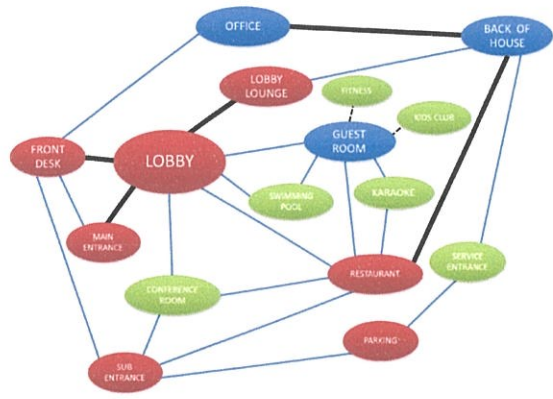 OFFICE
BACK OF
HOUSE
LOBBY
LOUNGE
FITNESS
KIDS CLUB
GUEST
ROOM
FRONT
DESK
LOBBY
SWIMMING
POOL
KARAOKE
MAIN
ENTRANCE
SERVICE
ENTRANCE
RESTAURANT
CONFERENCE
ROOM
PARKING
SUB
ENTRANCE